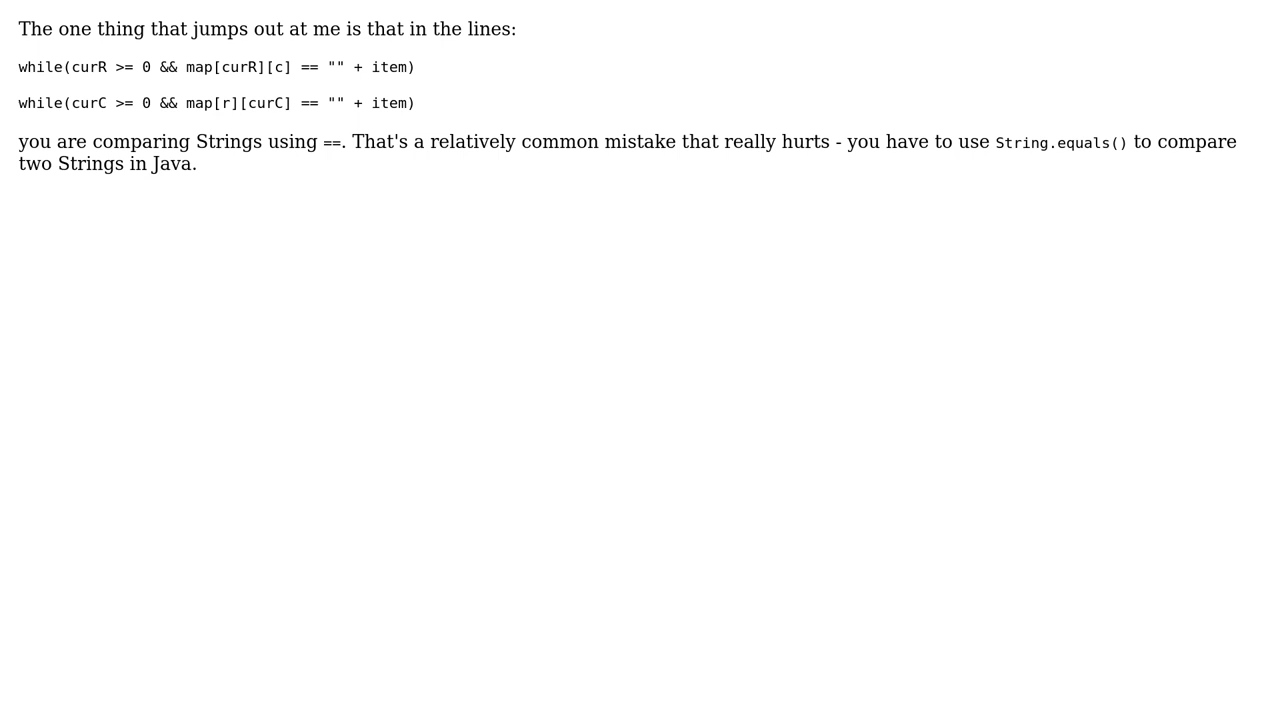 The one thing that jumps out at me is that in the lines:
while(curR >= 0 && map[curR][c] == "" + item)
while(curC >= 0 && map[r][curC] == "" + item)
you are comparing Strings using ==. That's a relatively common mistake that really hurts - you have to use String.equals() to compare
two Strings in Java.